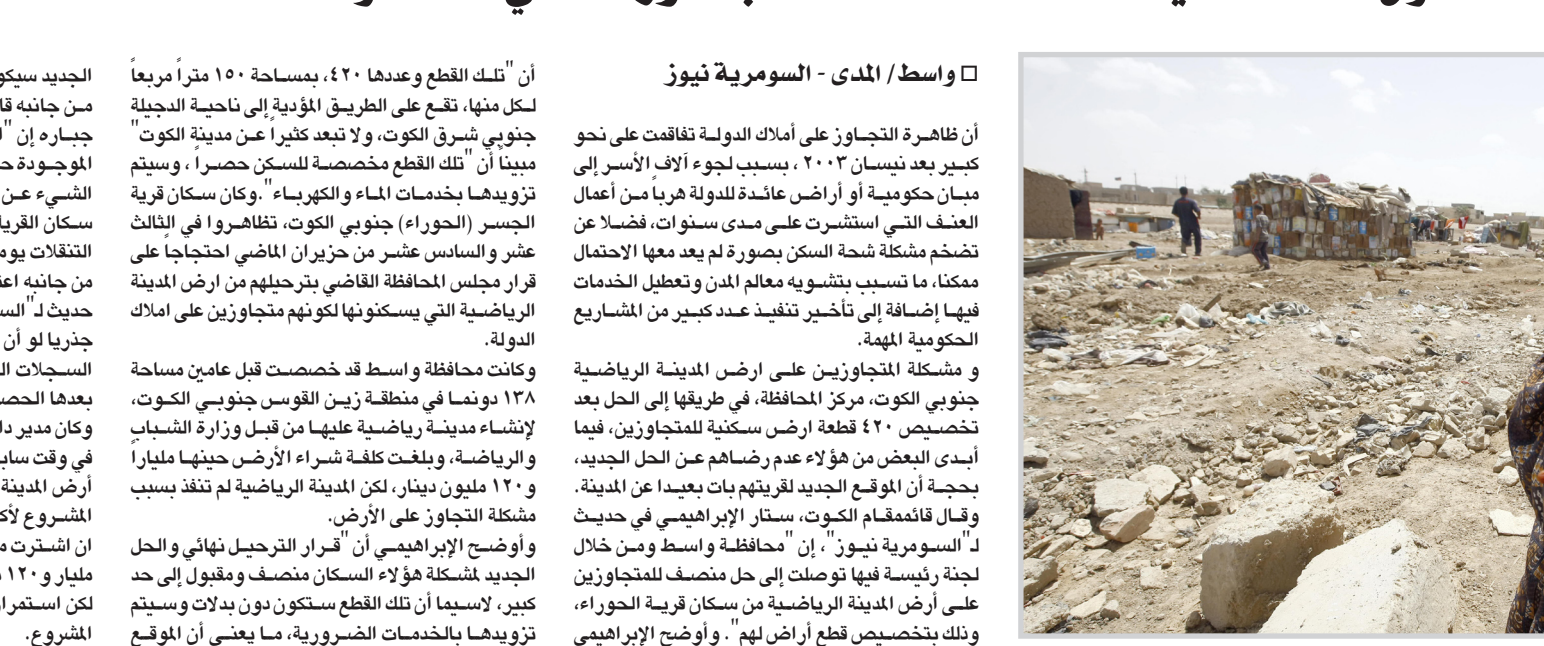 □ واسط/ المدى - السومرية نيوز
أن ظاهرة التجاوز على أملاك الدولة تفاقمت على نحو
كبير بعد نيسان ٢٠٠٣ ، بسبب لجوء آلاف الأسر إلى
مبان حكومية أو أراض عائدة للدولة هرباً من أعمال
العنف التي استشرت على مدى سنوات، فضلا عن
تضخم مشكلة شحة السكن بصورة لم يعد معها الاحتمال
ممكنا، ما تسبب بتشويه معالم المدن وتعطيل الخدمات
فيها إضافة إلى تأخير تنفيذ عدد كبير من المشاريع
الحكومية المهمة.
و مشكلة المتجاوزين على ارض المدينة الرياضية
جنوبي الكوت، مركز المحافظة، في طريقها إلى الحل بعد
تخصيص ٤٢٠ قطعة ارض سكنية للمتجاوزين، فيما
أبدى البعض من هؤلاء عدم رضاهم عن الحل الجديد،
بحجة أن الموقع الجديد لقريتهم بات بعيدا عن المدينة.
وقال قائممقام الكوت، ستار الإبراهيمي في حديث
لـ"السومرية نيوز"، إن "محافظة واسط ومن خلال
لجنة رئيسة فيها توصلت إلى حل منصف للمتجاوزين
على أرض المدينة الرياضية من سكان قرية الحوراء،
وذلك بتخصيص قطع أراض لهم". وأوضح الإبراهيمي
أن "تلك القطع وعددها ٤٢٠، بمساحة ١٥٠ متراً مربعاً
لكل منها، تقع على الطريق المؤدية إلى ناحية الدجيلة
جنوبي شرق الكوت، ولا تبعد كثيراً عن مدينة الكوت"
مبيناً أن "تلك القطع مخصصة للسكن حصراً ، وسيتم
تزويدها بخدمات الماء والكهرباء".وكان سكان قرية
الجسر (الحوراء) جنوبي الكوت، تظاهروا في الثالث
عشر والسادس عشر من حزيران الماضي احتجاجاً على
قرار مجلس المحافظة القاضي بترحيلهم من ارض المدينة
الرياضية التي يسكنونها لكونهم متجاوزين على املاك
الدولة.
وكانت محافظة واسط قد خصصت قبل عامين مساحة
١٣٨ دونما في منطقة زين القوس جنوبي الكوت،
لإنشاء مدينة رياضية عليها من قبل وزارة الشباب
والرياضة، وبلغت كلفة شراء الأرض حينها ملياراً
و١٢٠ مليون دينار، لكن المدينة الرياضية لم تنفذ بسبب
مشكلة التجاوز على الأرض.
وأوضح الإبراهيمي أن "قرار الترحيل نهائي والحل
الجديد لمشكلة هؤلاء السكان منصف ومقبول إلى حد
كبير، لاسيما أن تلك القطع ستكون دون بدلات وسيتم
تزويدها بالخدمات الضرورية، ما يعني أن الموقع
الجديد سيكو
من جانبه قا
جباره إن "ا
الموجودة ح
الشيء عن
سكان القريا
التنقلات يوم
من جانبه اعت
حديث لـ"الس
جذريا لو أن
السجلات ال
بعدها الحص
وكان مدير دا
في وقت ساب
أرض المدينة
المشروع لأك
ان اشترت م
مليار و١٢٠
لكن استمرار
المشروع.